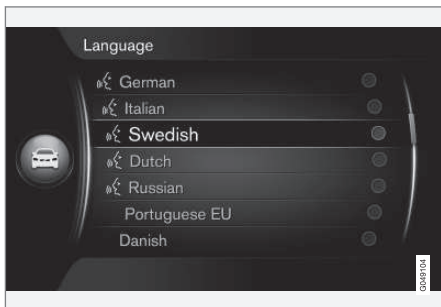 Language
German
Italian
Swedish
Dutch
Russian
Portuguese EU
Danish
G049104